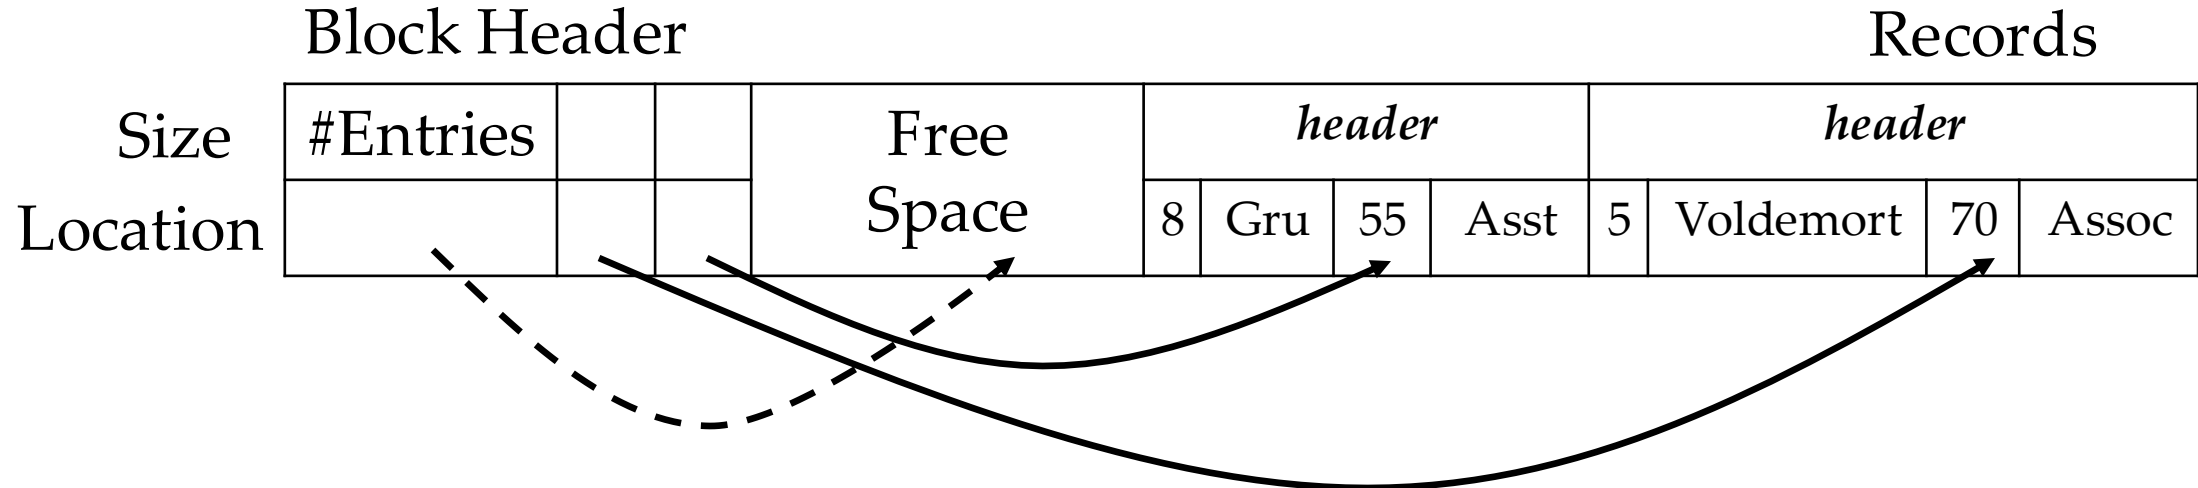 Block Header Records
Size #Entries Free header header
Location Space 8 Gru 55 Asst 5 Voldemort 70 Assoc